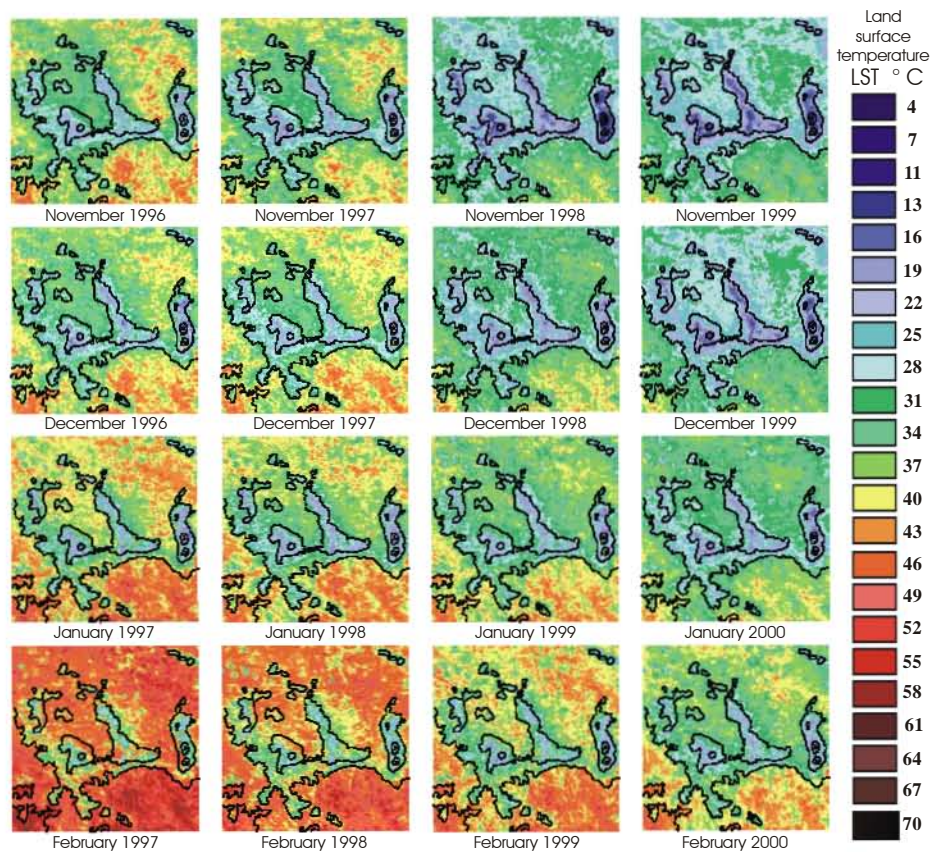 Land
surface
temperature
LST ° C
4
7
11
13
16
19
22
25
28
31
34
37
40
43
46
49
52
55
58
61
64
67
70
November 1996
November 1997
November 1998
November 1999
December 1996
December 1997
December 1998
December 1999
January 1997
January 1998
January 1999
January 2000
February 1997
February 1998
February 1999
February 2000